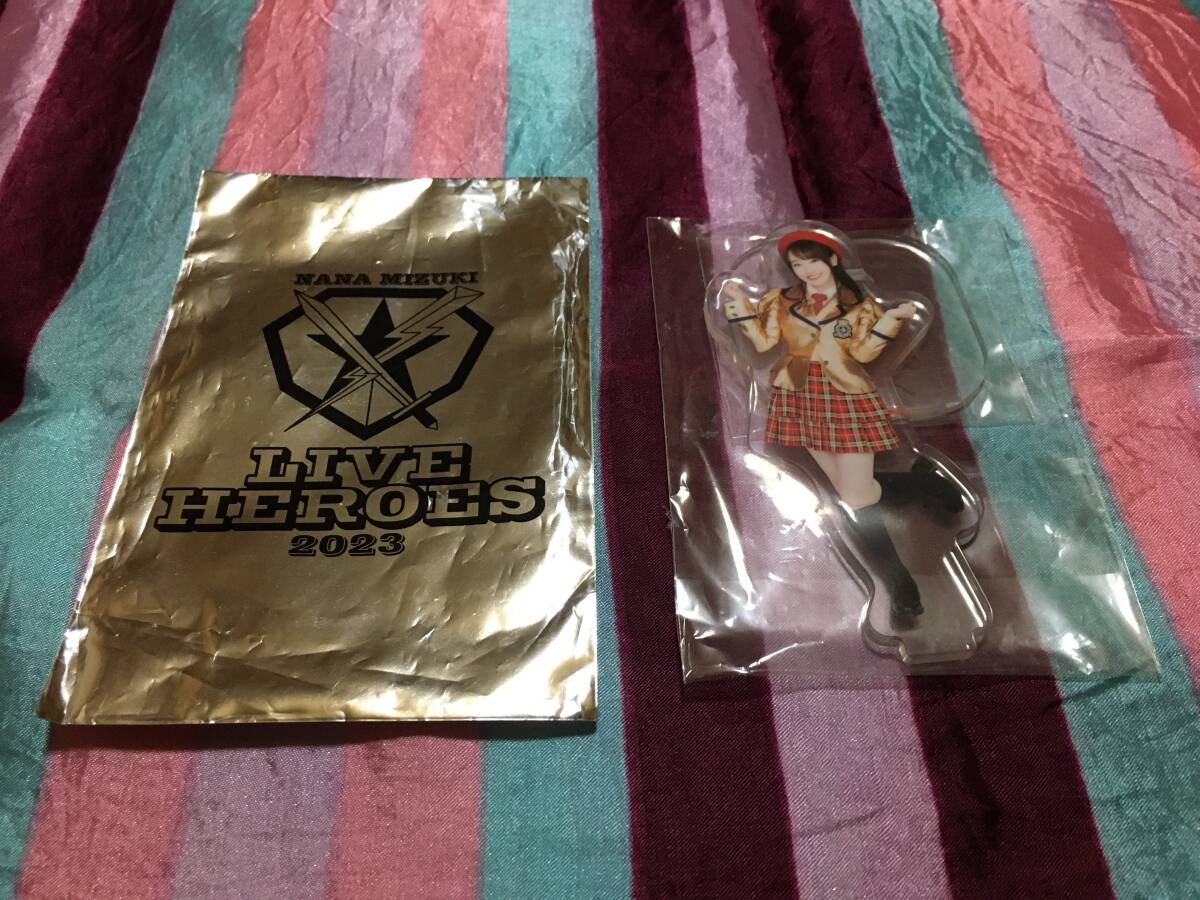 NANA MIZUKI
LIVE
HEROES
2023